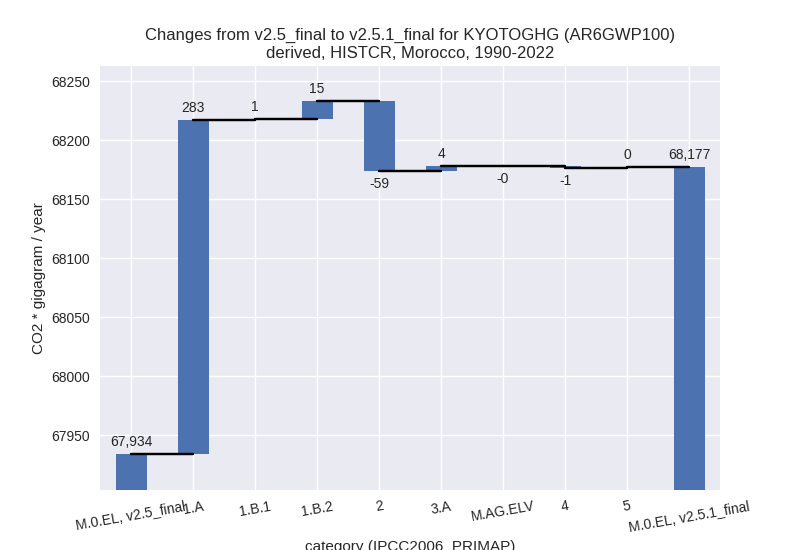 Changes from v2.5_final to v2.5.1_final for KYOTOGHG (AR6GWP100)
derived, HISTCR, Morocco, 1990-2022
CO2 * gigagram / year
68250
68200
68150
68100
68050
68000
67950
67,934
283
1
15
-59
4
-0
-1
0
68,177
M.0.EL, v2.5_final
1.A
1.B.1
1.B.2
2
3.A
M.AG.ELV
4
5
M.0.EL, v2.5.1_final
category (IPCC2006_PRIMAP)